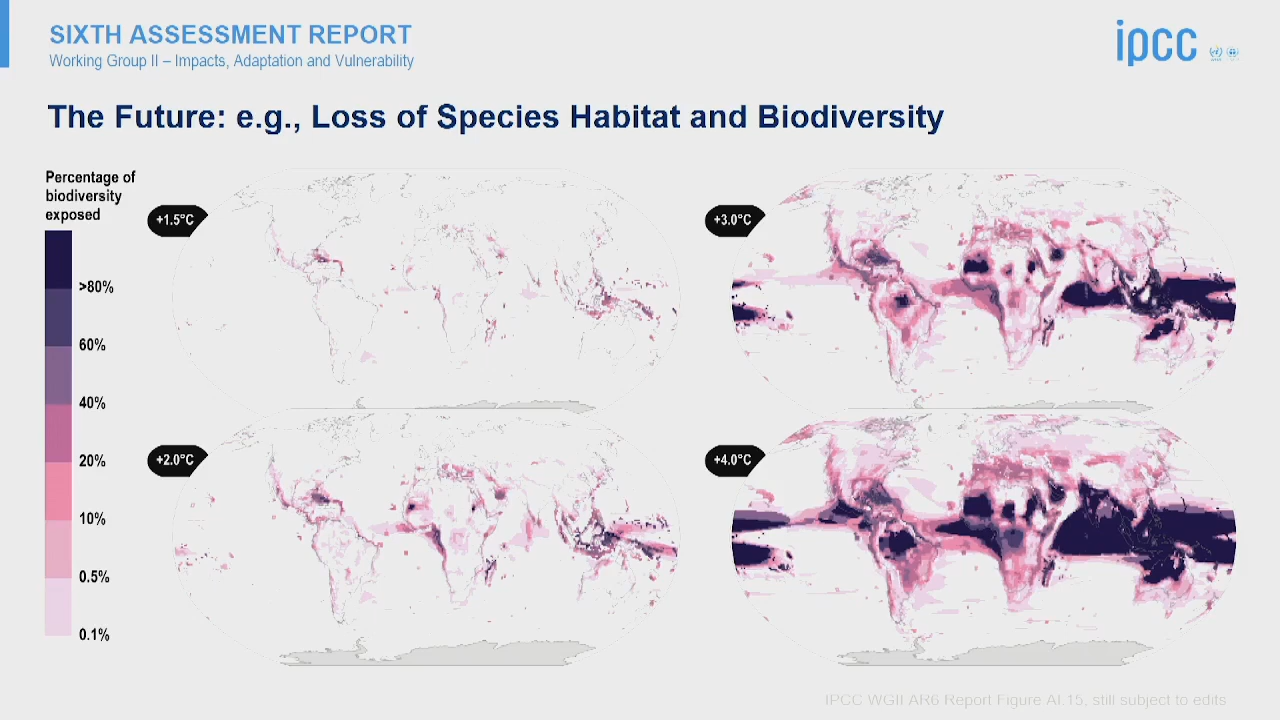 SIXTH ASSESSMENT REPORT
Working Group II – Impacts, Adaptation and Vulnerability
ipcc
The Future: e.g., Loss of Species Habitat and Biodiversity
Percentage of
biodiversity
exposed
>80%
60%
40%
20%
10%
0.5%
0.1%
+1.5°C
+3.0°C
+2.0°C
+4.0°C
IPCC WGII AR6 Report Figure AI.15, still subject to edits